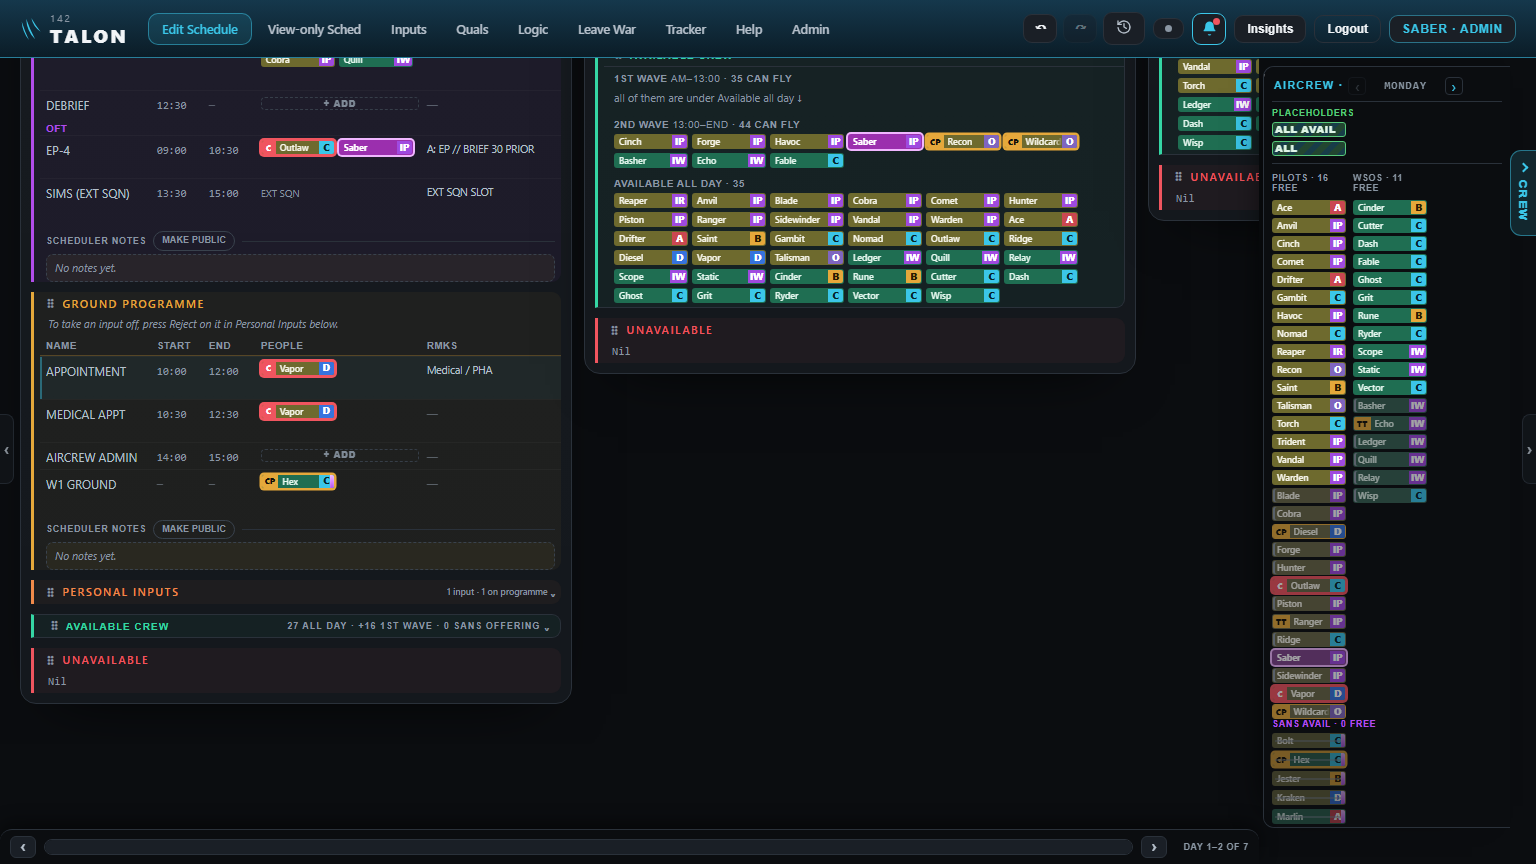 142
TALON
Edit Schedule
View-only Sched
Inputs
Quals
Logic
Leave War
Tracker
Help
Admin
Insights
Logout
SABER · ADMIN
Cobra IP
Quill IW
DEBRIEF 12:30 — + ADD —
OFT
EP-4 09:00 10:30 C Outlaw C Saber IP A: EP // BRIEF 30 PRIOR
SIMS (EXT SQN) 13:30 15:00 EXT SQN EXT SQN SLOT
SCHEDULER NOTES MAKE PUBLIC
No notes yet.
GROUND PROGRAMME
To take an input off, press Reject on it in Personal Inputs below.
NAME START END PEOPLE RMKS
APPOINTMENT 10:00 12:00 C Vapor D Medical / PHA
MEDICAL APPT 10:30 12:30 C Vapor D —
AIRCREW ADMIN 14:00 15:00 + ADD —
W1 GROUND — — CP Hex C —
SCHEDULER NOTES MAKE PUBLIC
No notes yet.
PERSONAL INPUTS 1 input · 1 on programme
AVAILABLE CREW 27 ALL DAY · +16 1ST WAVE · 0 SANS OFFERING
UNAVAILABLE
Nil
1ST WAVE AM–13:00 · 35 CAN FLY
all of them are under Available all day ↓
2ND WAVE 13:00–END · 44 CAN FLY
Cinch IP Forge IP Havoc IP Saber IP CP Recon O CP Wildcard O
Basher IW Echo IW Fable C
AVAILABLE ALL DAY · 35
Reaper IR Anvil IP Blade IP Cobra IP Comet IP Hunter IP
Piston IP Ranger IP Sidewinder IP Vandal IP Warden IP Ace A
Drifter A Saint B Gambit C Nomad C Outlaw C Ridge C
Diesel D Vapor D Talisman O Ledger IW Quill IW Relay IW
Scope IW Static IW Cinder B Rune B Cutter C Dash C
Ghost C Grit C Ryder C Vector C Wisp C
UNAVAILABLE
Nil
Vandal IP
Torch C
Ledger IW
Dash C
Wisp C
UNAVAILAE
Nil
AIRCREW · ‹ MONDAY ›
PLACEHOLDERS
ALL AVAIL
ALL
PILOTS · 16 FREE
WSOS · 11 FREE
Ace A Cinder B
Anvil IP Cutter C
Cinch IP Dash C
Comet IP Fable C
Drifter A Ghost C
Gambit C Grit C
Havoc IP Rune B
Nomad C Ryder C
Reaper IR Scope IW
Recon O Static IW
Saint B Vector C
Talisman O Basher IW
Torch C TT Echo IW
Trident IP Ledger IW
Vandal IP Quill IW
Warden IP Relay IW
Blade IP Wisp C
Cobra IP
CP Diesel D
Forge IP
Hunter IP
C Outlaw C
Piston IP
TT Ranger IP
Ridge C
Saber IP
Sidewinder IP
C Vapor D
CP Wildcard O
SANS AVAIL · 0 FREE
Bolt C
CP Hex C
Jester B
Kraken D
Marlin A
CREW
DAY 1–2 OF 7